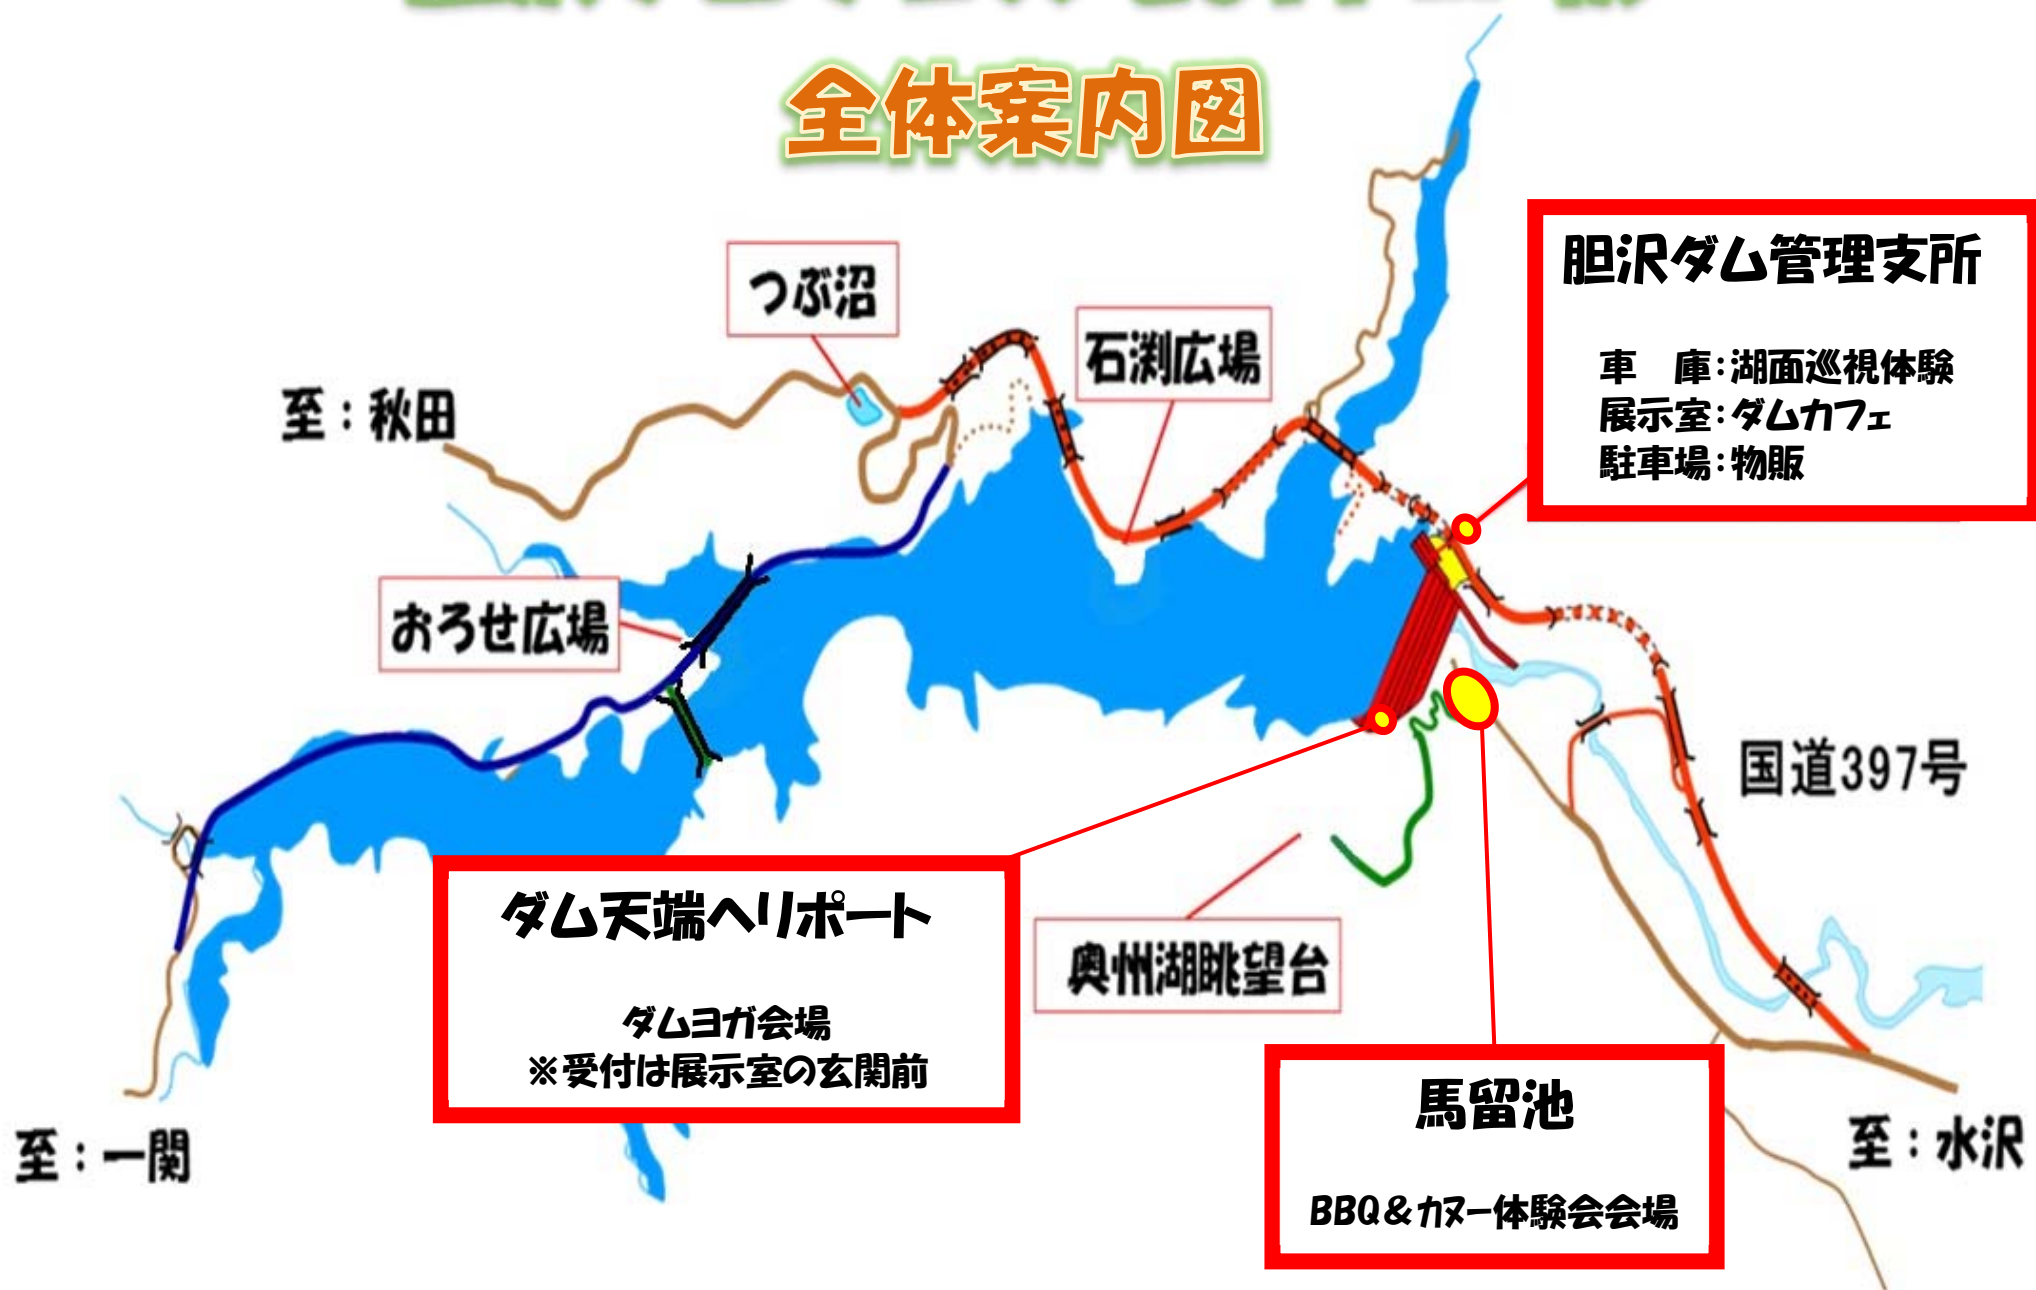 全体案内図
つぶ沼
石渕広場
至：秋田
胆沢ダム管理支所
車　庫：湖面巡視体験
展示室：ダムカフェ
駐車場：物販
おろせ広場
国道397号
ダム天端ヘリポート
ダムヨガ会場
※受付は展示室の玄関前
奥州湖眺望台
馬留池
BBQ＆カヌー体験会会場
至：一関
至：水沢